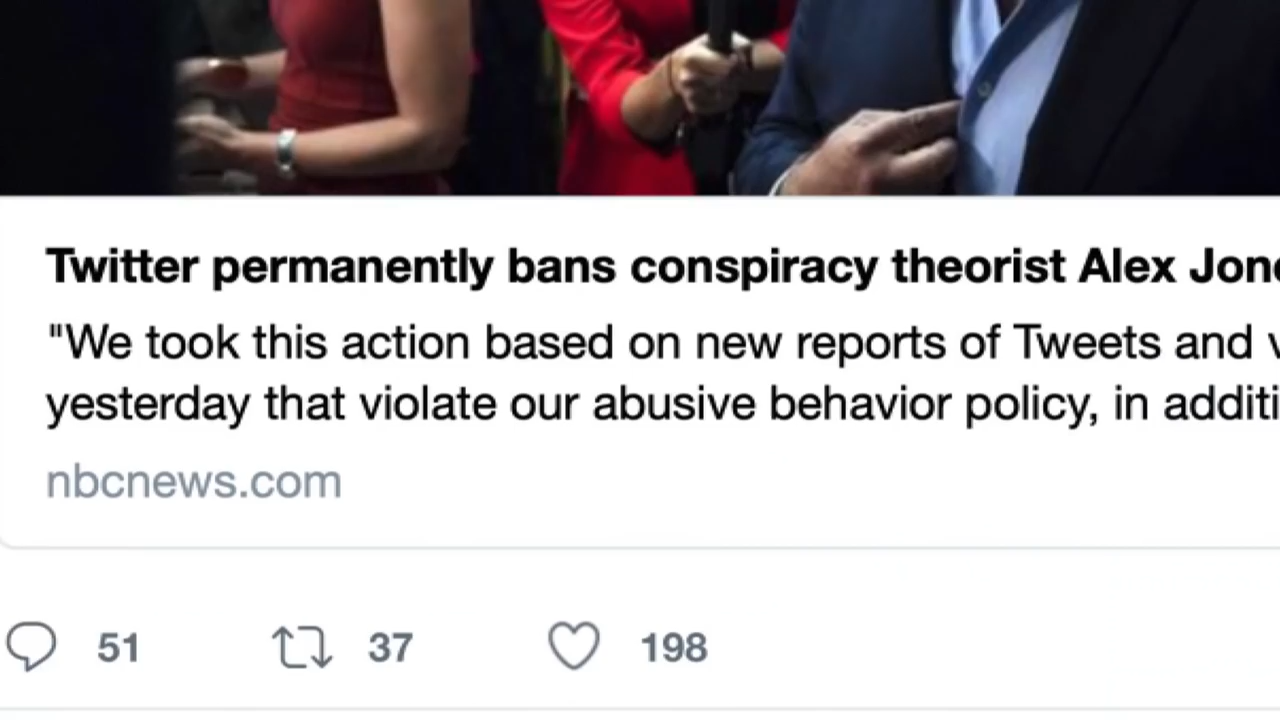 Twitter permanently bans conspiracy theorist Alex
"We took this action based on new reports of Tweets and
yesterday that violate our abusive behavior policy, in
nbcnews.com
51 37 198